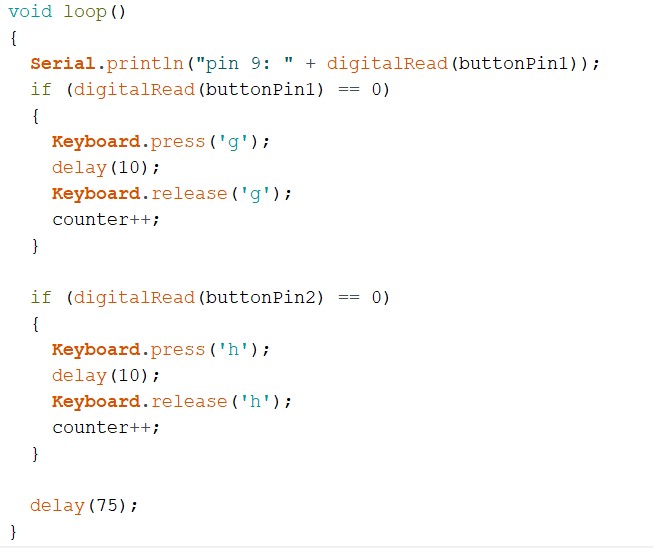 void loop()
{
  Serial.println("pin 9: " + digitalRead(buttonPin1));
  if (digitalRead(buttonPin1) == 0)
  {
    Keyboard.press('g');
    delay(10);
    Keyboard.release('g');
    counter++;
  }
  if (digitalRead(buttonPin2) == 0)
  {
    Keyboard.press('h');
    delay(10);
    Keyboard.release('h');
    counter++;
  }
  delay(75);
}